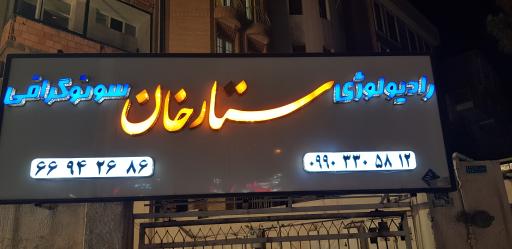 رادیولوژی ستارخان سونوگرافی
۰۹۹۰ ۳۳۰ ۵۸ ۱۲
۶۶ ۹۴ ۲۶ ۸۶